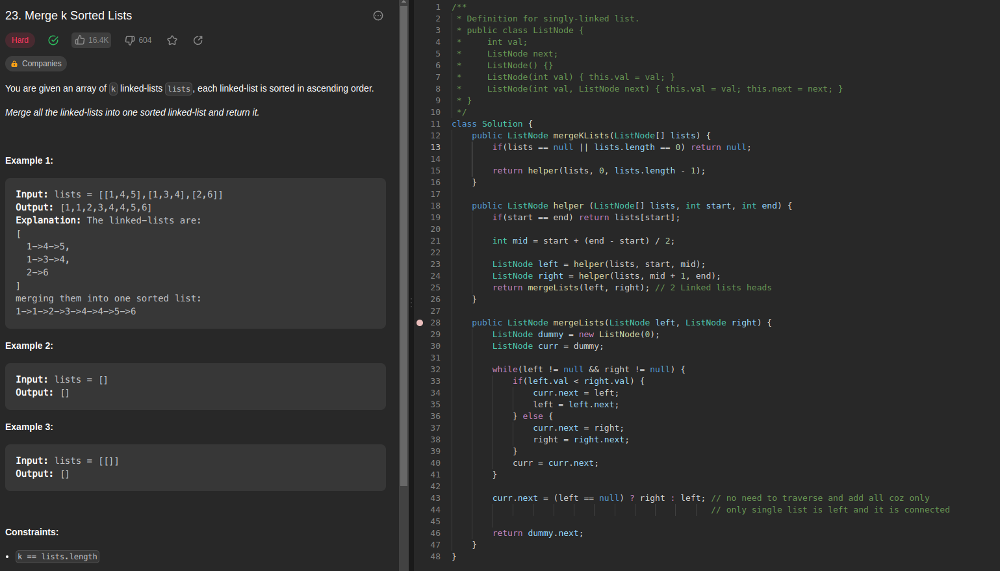 23. Merge k Sorted Lists
Hard 16.4K 604
Companies
You are given an array of k linked-lists lists, each linked-list is sorted in ascending order.
Merge all the linked-lists into one sorted linked-list and return it.
Example 1:
Input: lists = [[1,4,5],[1,3,4],[2,6]]
Output: [1,1,2,3,4,4,5,6]
Explanation: The linked-lists are:
[
  1->4->5,
  1->3->4,
  2->6
]
merging them into one sorted list:
1->1->2->3->4->4->5->6
Example 2:
Input: lists = []
Output: []
Example 3:
Input: lists = [[]]
Output: []
Constraints:
• k == lists.length
1 /**
2  * Definition for singly-linked list.
3  * public class ListNode {
4  *     int val;
5  *     ListNode next;
6  *     ListNode() {}
7  *     ListNode(int val) { this.val = val; }
8  *     ListNode(int val, ListNode next) { this.val = val; this.next = next; }
9  * }
10  */
11 class Solution {
12     public ListNode mergeKLists(ListNode[] lists) {
13         if(lists == null || lists.length == 0) return null;
14
15         return helper(lists, 0, lists.length - 1);
16     }
17
18     public ListNode helper (ListNode[] lists, int start, int end) {
19         if(start == end) return lists[start];
20
21         int mid = start + (end - start) / 2;
22
23         ListNode left = helper(lists, start, mid);
24         ListNode right = helper(lists, mid + 1, end);
25         return mergeLists(left, right); // 2 Linked lists heads
26     }
27
28     public ListNode mergeLists(ListNode left, ListNode right) {
29         ListNode dummy = new ListNode(0);
30         ListNode curr = dummy;
31
32         while(left != null && right != null) {
33             if(left.val < right.val) {
34                 curr.next = left;
35                 left = left.next;
36             } else {
37                 curr.next = right;
38                 right = right.next;
39             }
40             curr = curr.next;
41         }
42
43         curr.next = (left == null) ? right : left; // no need to traverse and add all coz only
44                                                    // only single list is left and it is connected
45
46         return dummy.next;
47     }
48 }